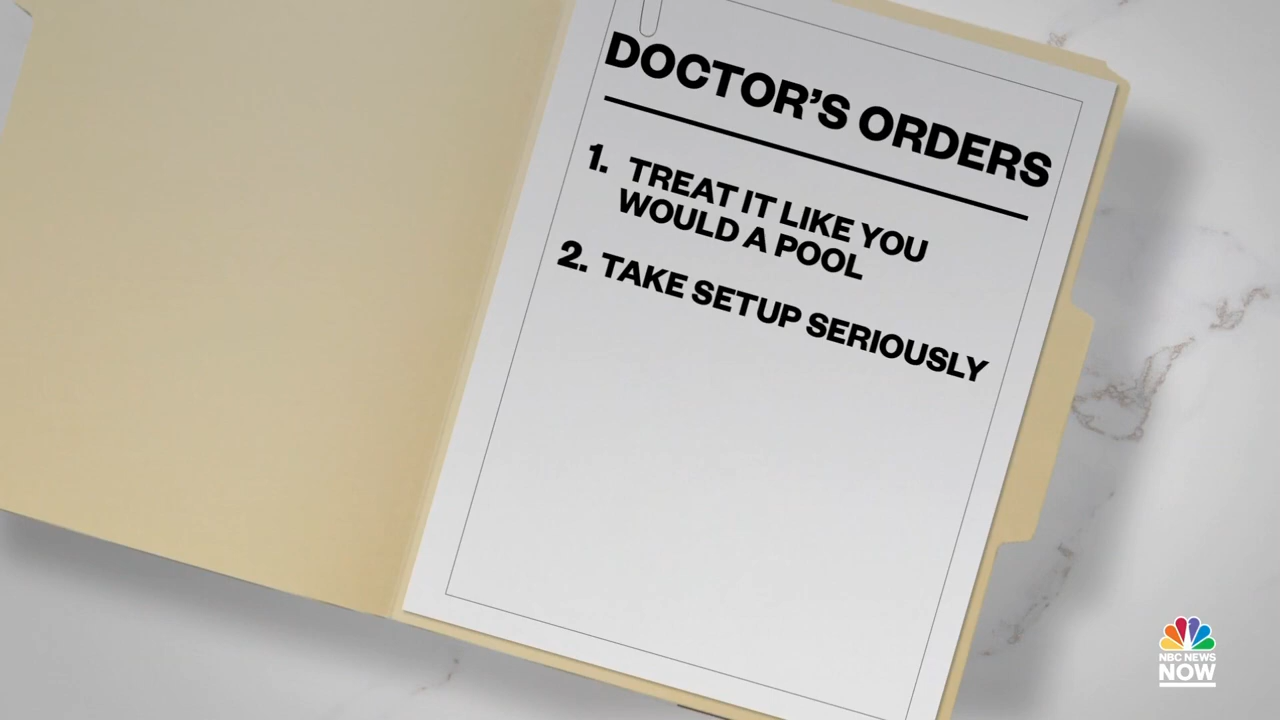 DOCTOR'S ORDERS
1. TREAT IT LIKE YOU
WOULD A POOL
2. TAKE SETUP SERIOUSLY
NBC NEWS
NOW